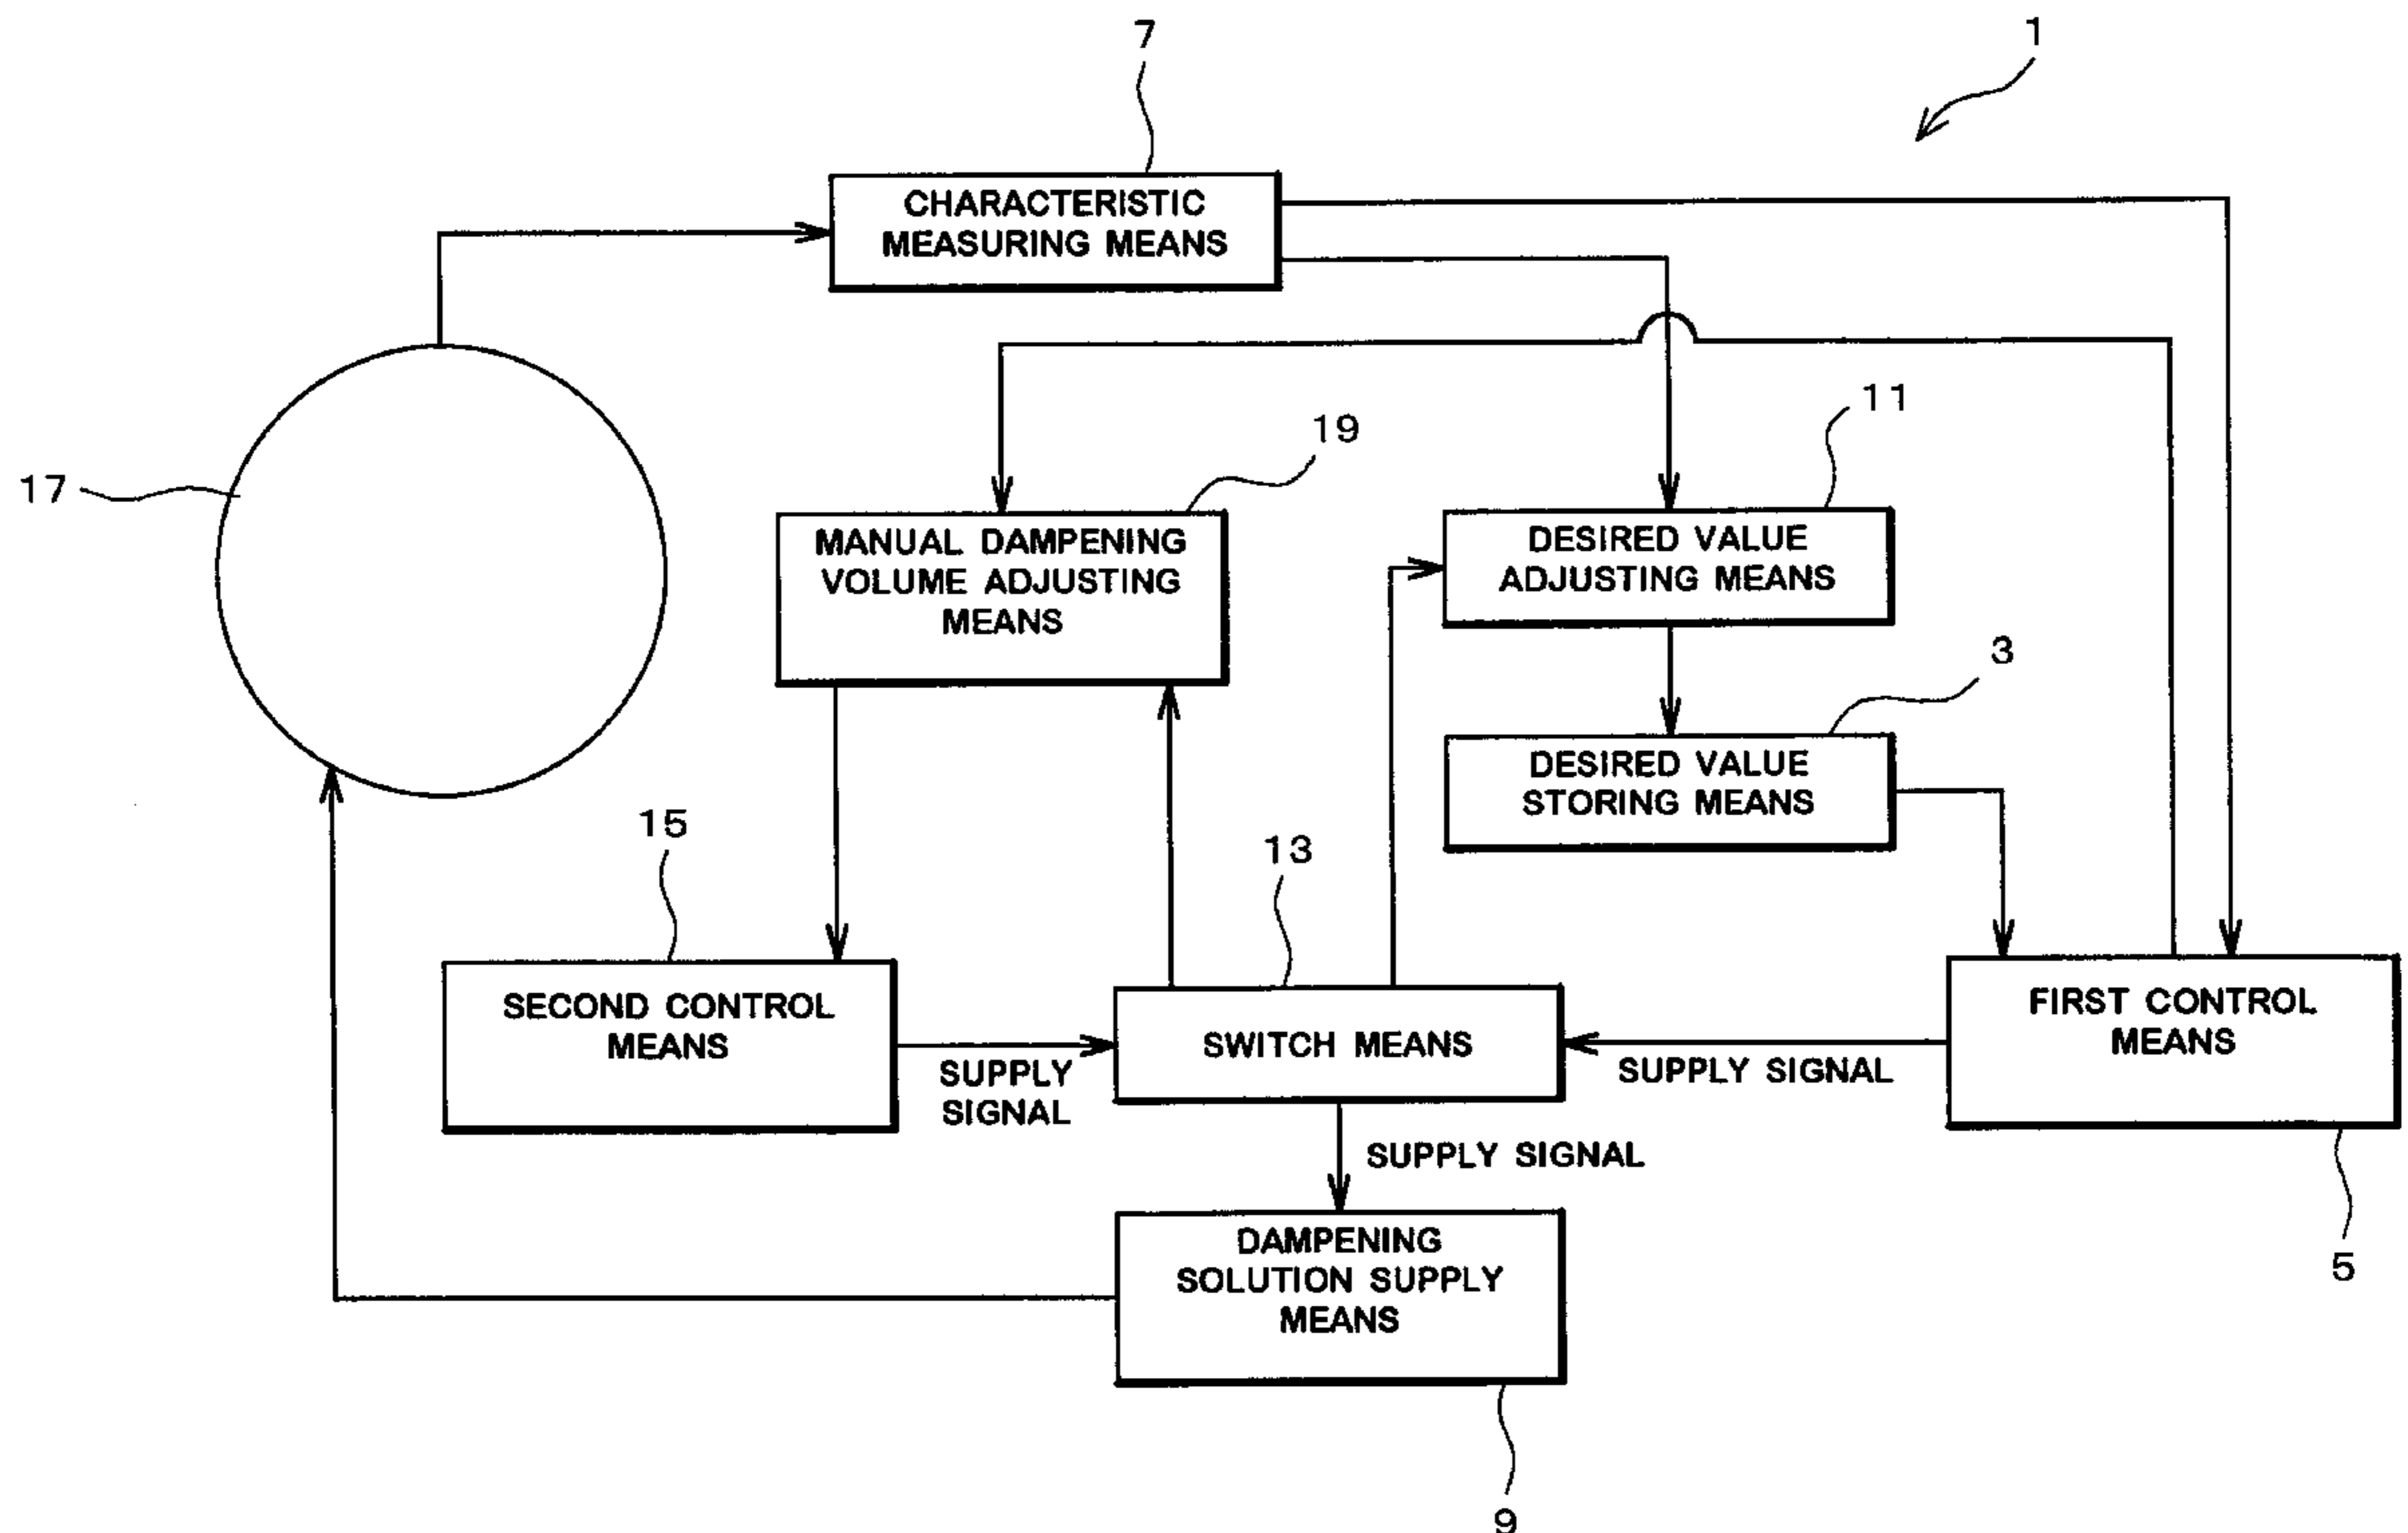 1
7
CHARACTERISTIC
MEASURING MEANS
11
19
17
MANUAL DAMPENING
VOLUME ADJUSTING
MEANS
DESIRED VALUE
ADJUSTING MEANS
3
DESIRED VALUE
STORING MEANS
15
13
SECOND CONTROL
MEANS
SUPPLY
SIGNAL
SWITCH MEANS
SUPPLY SIGNAL
FIRST CONTROL
MEANS
SUPPLY SIGNAL
5
DAMPENING
SOLUTION SUPPLY
MEANS
9